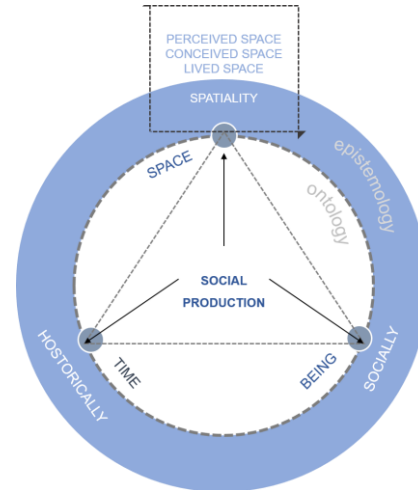 PERCEIVED SPACE
CONCEIVED SPACE
LIVED SPACE
SPATIALITY
epistemology
SPACE
ontology
SOCIAL
PRODUCTION
HOSTORICALLY
TIME
BEING
SOCIALLY